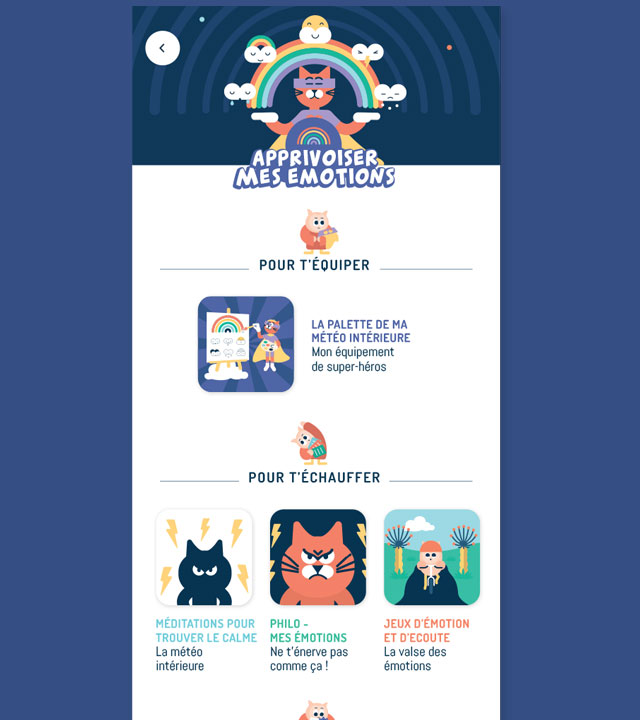 APPRIVOISER
MES EMOTIONS
POUR T'ÉQUIPER
LA PALETTE DE MA
MÉTÉO INTÉRIEURE
Mon équipement
de super-héros
POUR T'ÉCHAUFFER
MÉDITATIONS POUR
TROUVER LE CALME
La météo
intérieure
PHILO -
MES ÉMOTIONS
Ne t'énerve pas
comme ça !
JEUX D'ÉMOTION
ET D'ECOUTE
La valse des
émotions